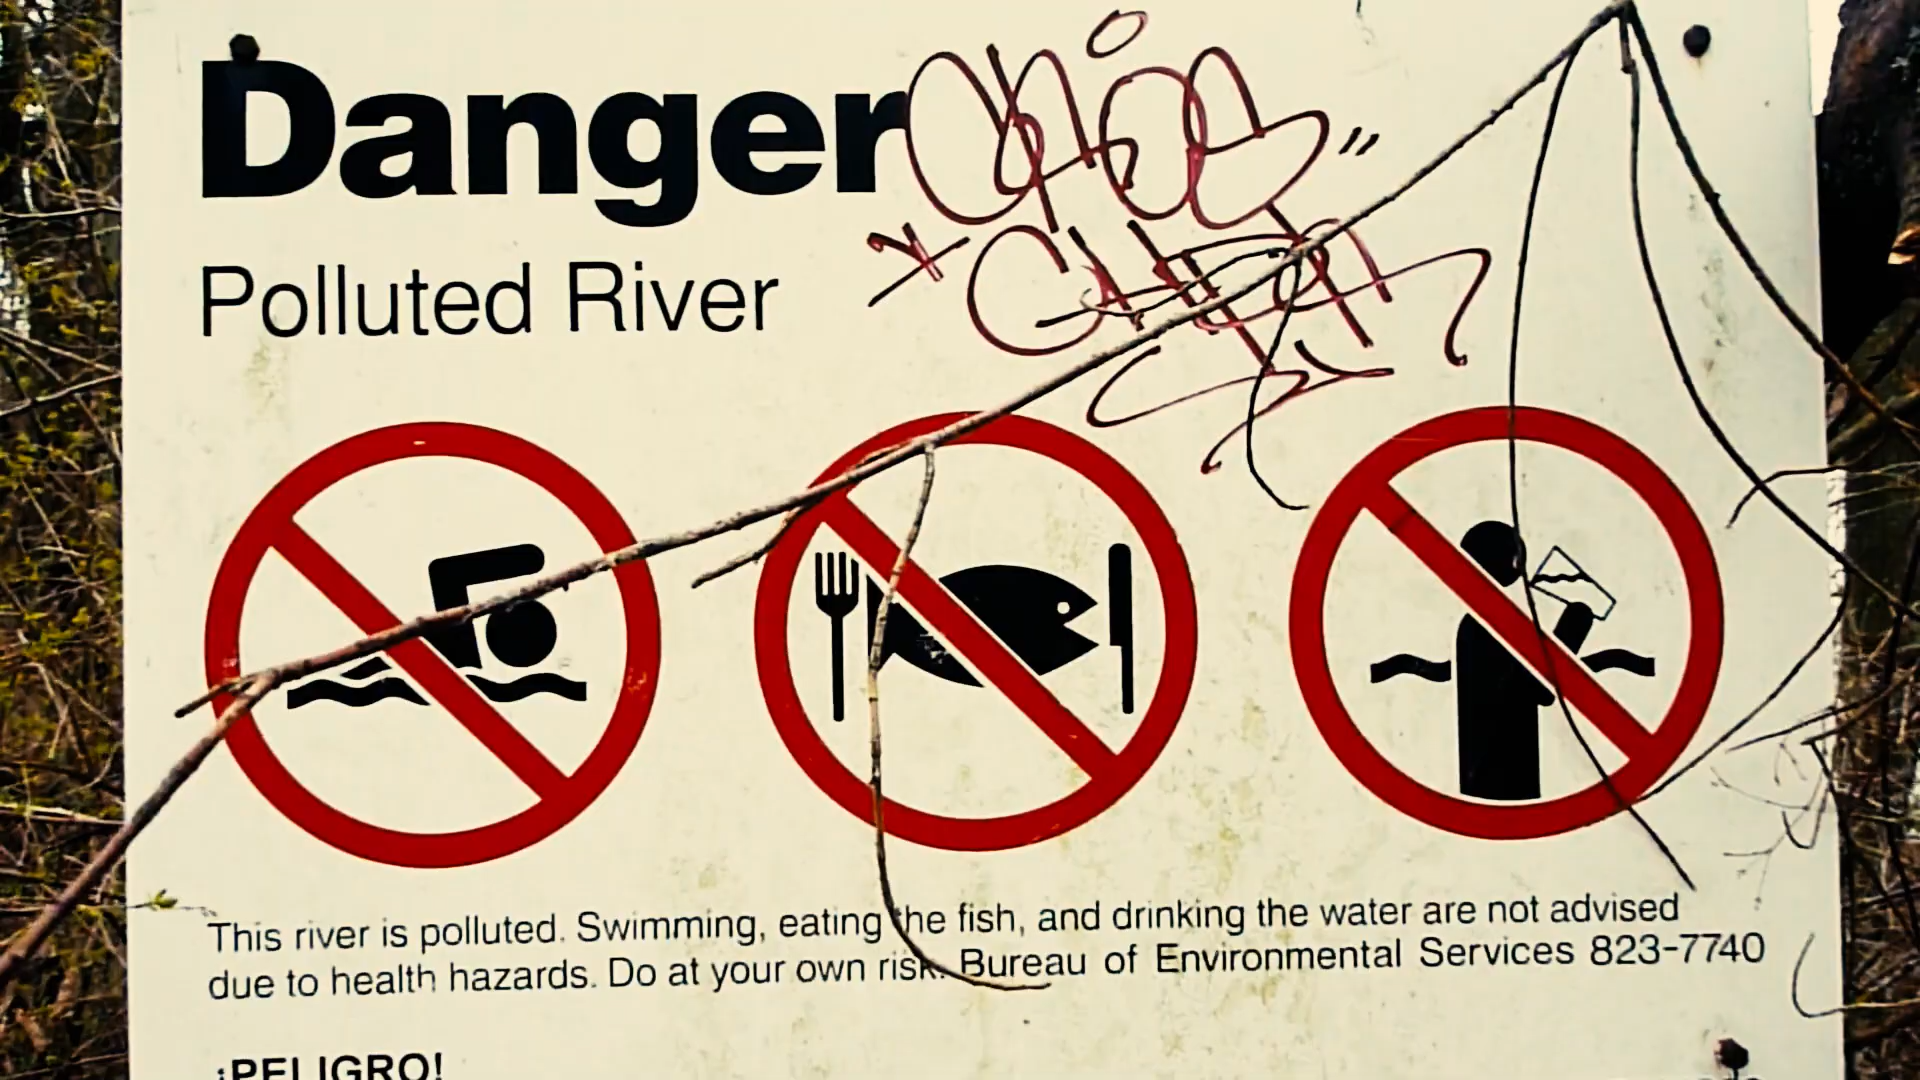 Danger
Polluted River
This river is polluted. Swimming, eating the fish, and drinking the water are not advised
due to health hazards. Do at your own risk. Bureau of Environmental Services 823-7740
¡PELIGRO!